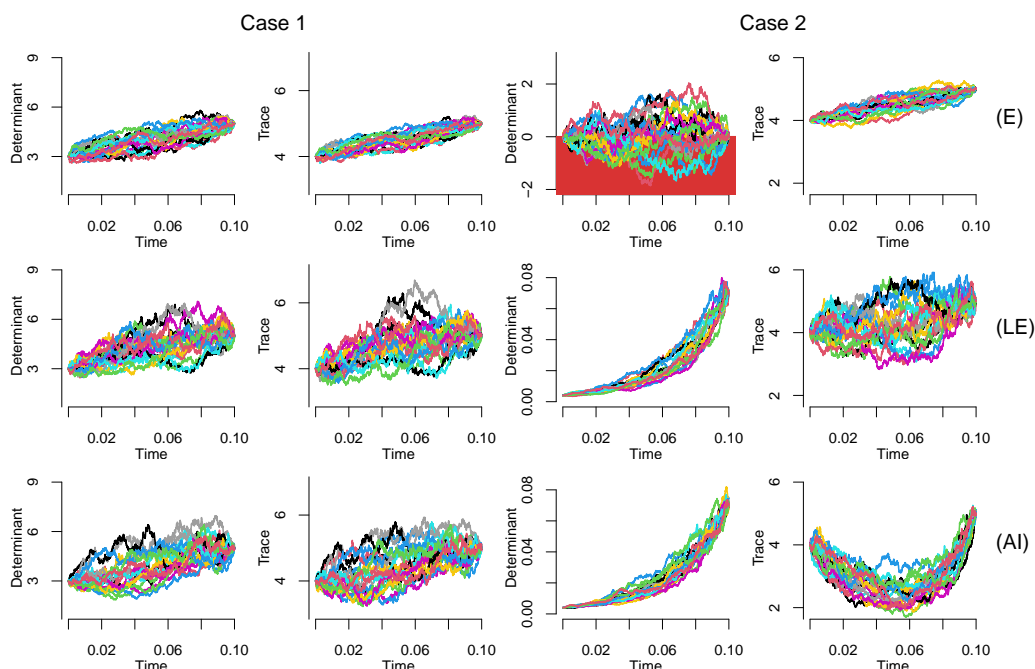 Case 1 Case 2
Determinant 3 6 9 0.02 0.06 0.10 Time
Trace 4 6 0.02 0.06 0.10 Time
Determinant −2 0 2 0.02 0.06 0.10 Time
Trace 2 4 6 0.02 0.06 0.10 Time
(E)
Determinant 3 6 9 0.02 0.06 0.10 Time
Trace 4 6 0.02 0.06 0.10 Time
Determinant 0.00 0.04 0.08 0.02 0.06 0.10 Time
Trace 2 4 6 0.02 0.06 0.10 Time
(LE)
Determinant 3 6 9 0.02 0.06 0.10 Time
Trace 4 6 0.02 0.06 0.10 Time
Determinant 0.00 0.04 0.08 0.02 0.06 0.10 Time
Trace 2 4 6 0.02 0.06 0.10 Time
(AI)